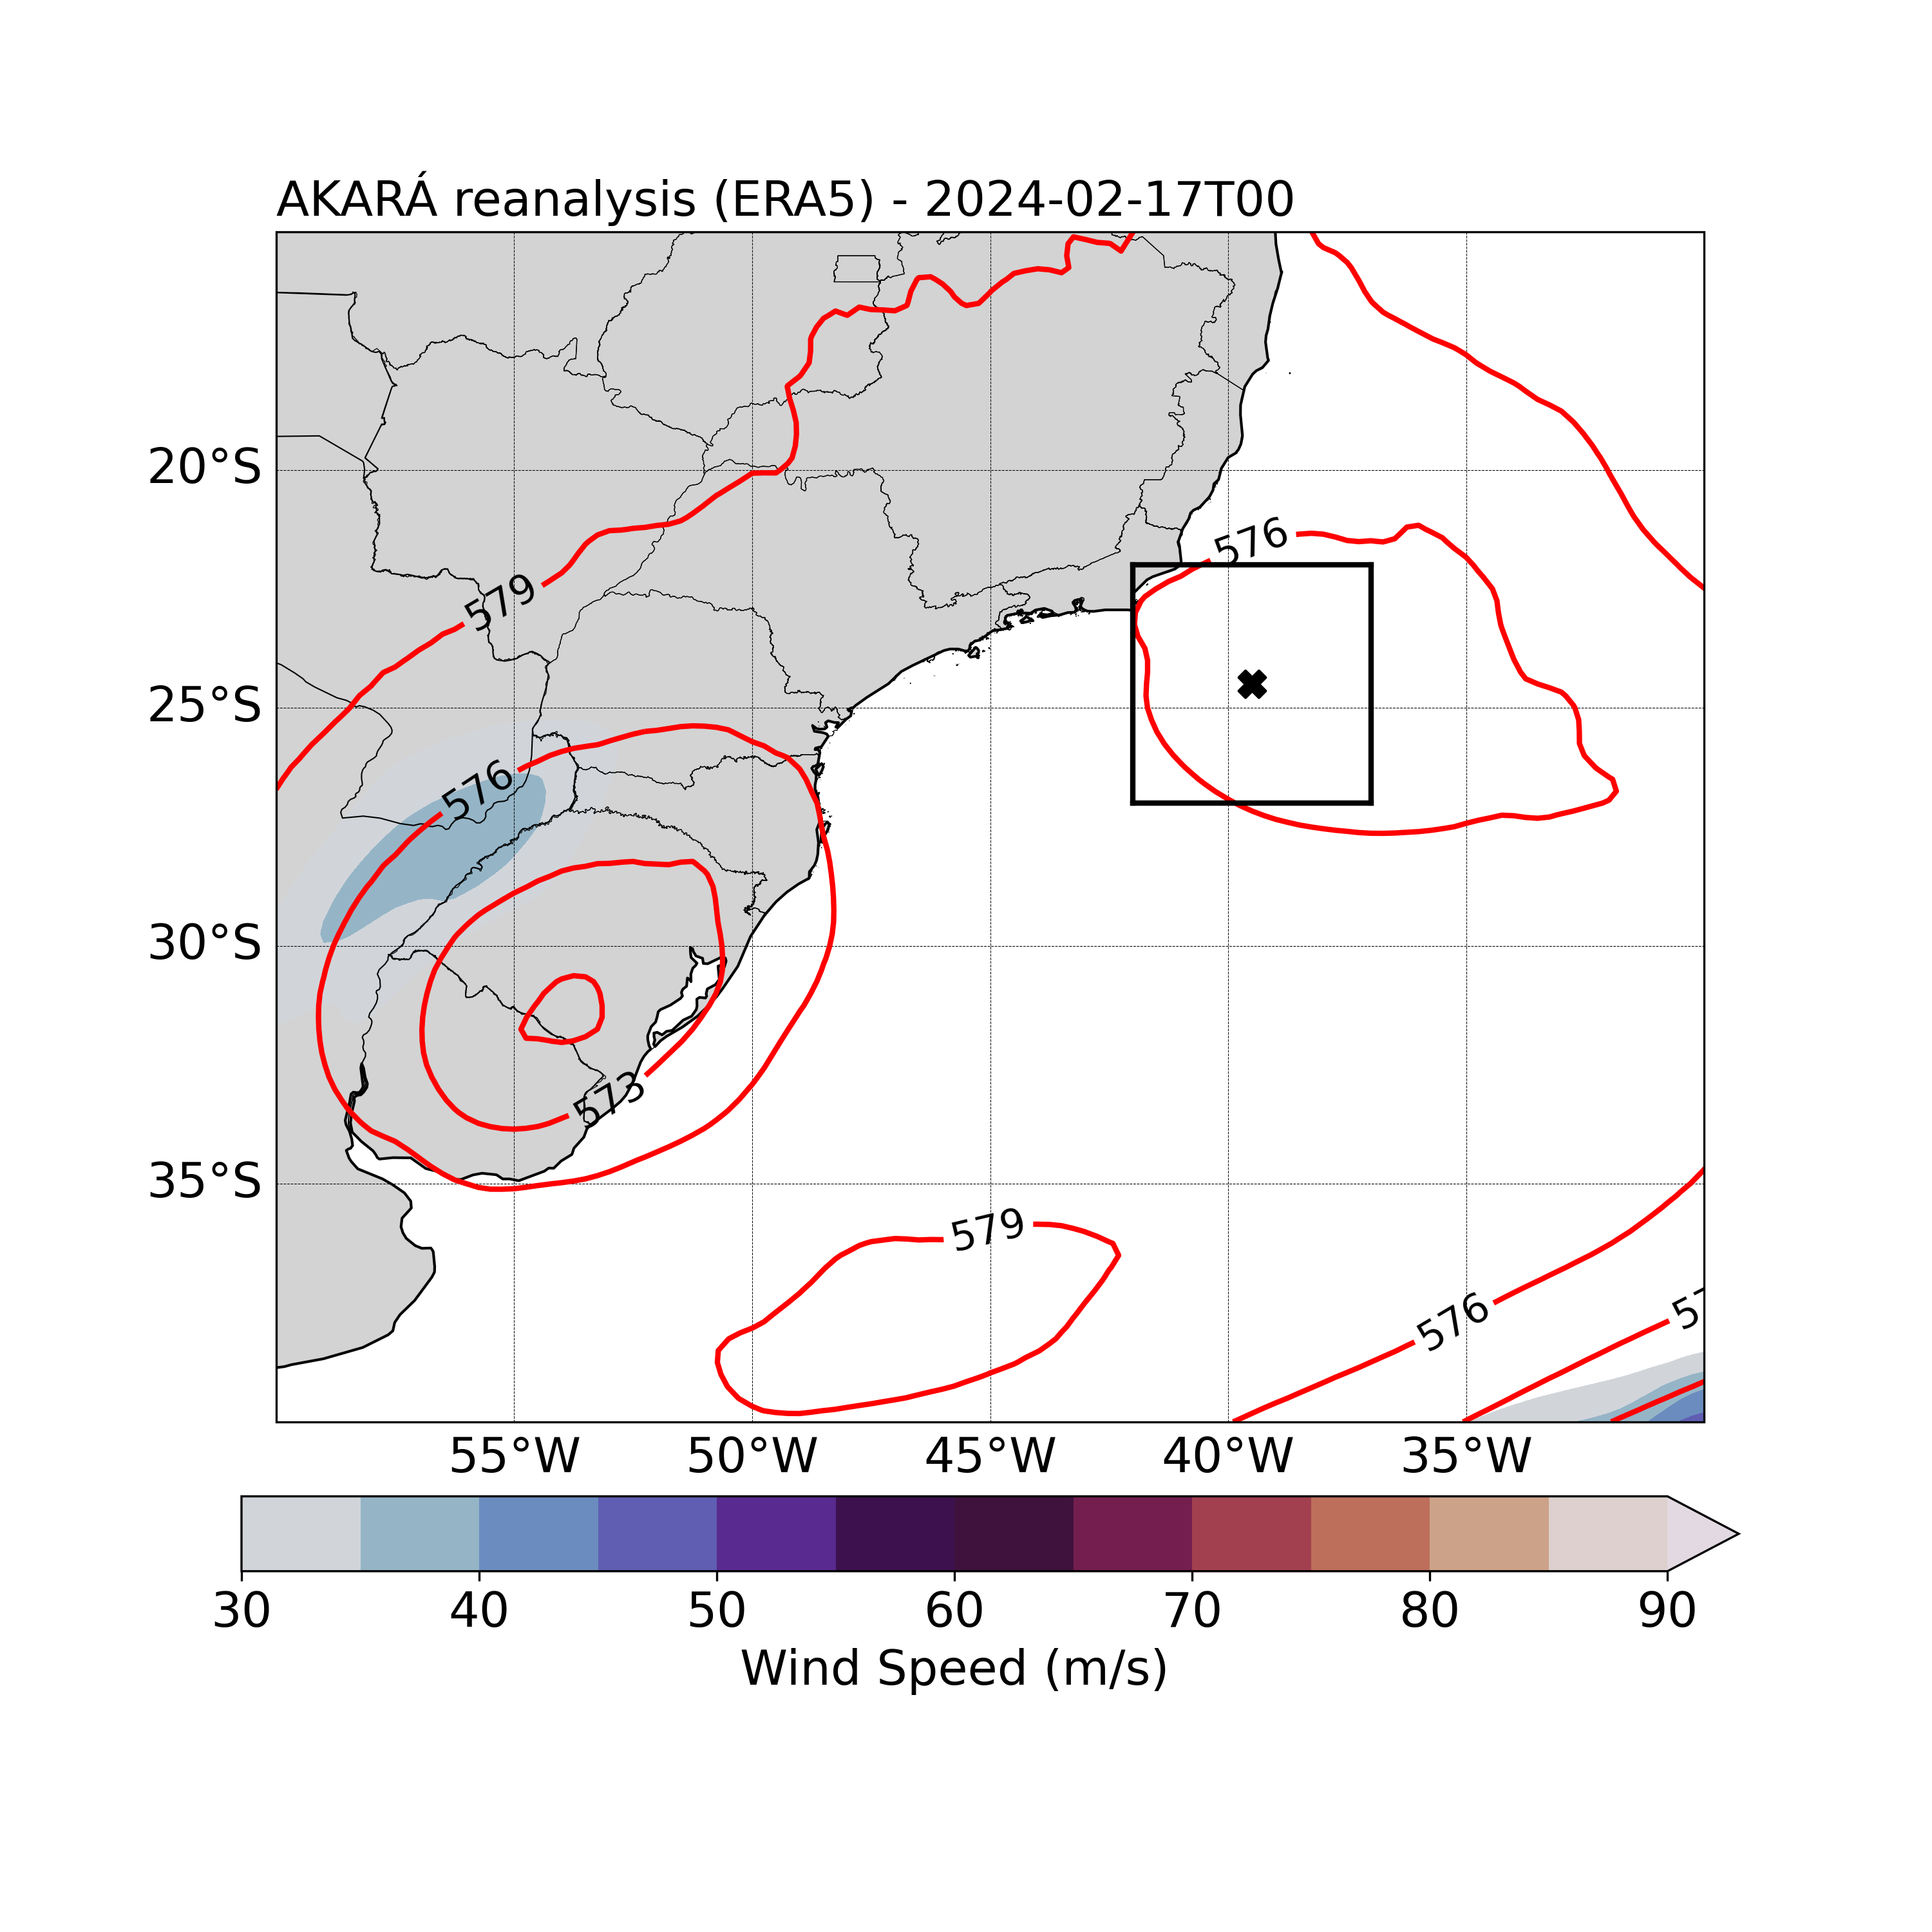 AKARÁ reanalysis (ERA5) - 2024-02-17T00
576
20°S
579
25°S
576
30°S
573
35°S
579
576
55°W 50°W 45°W 40°W 35°W
30 40 50 60 70 80 90
Wind Speed (m/s)